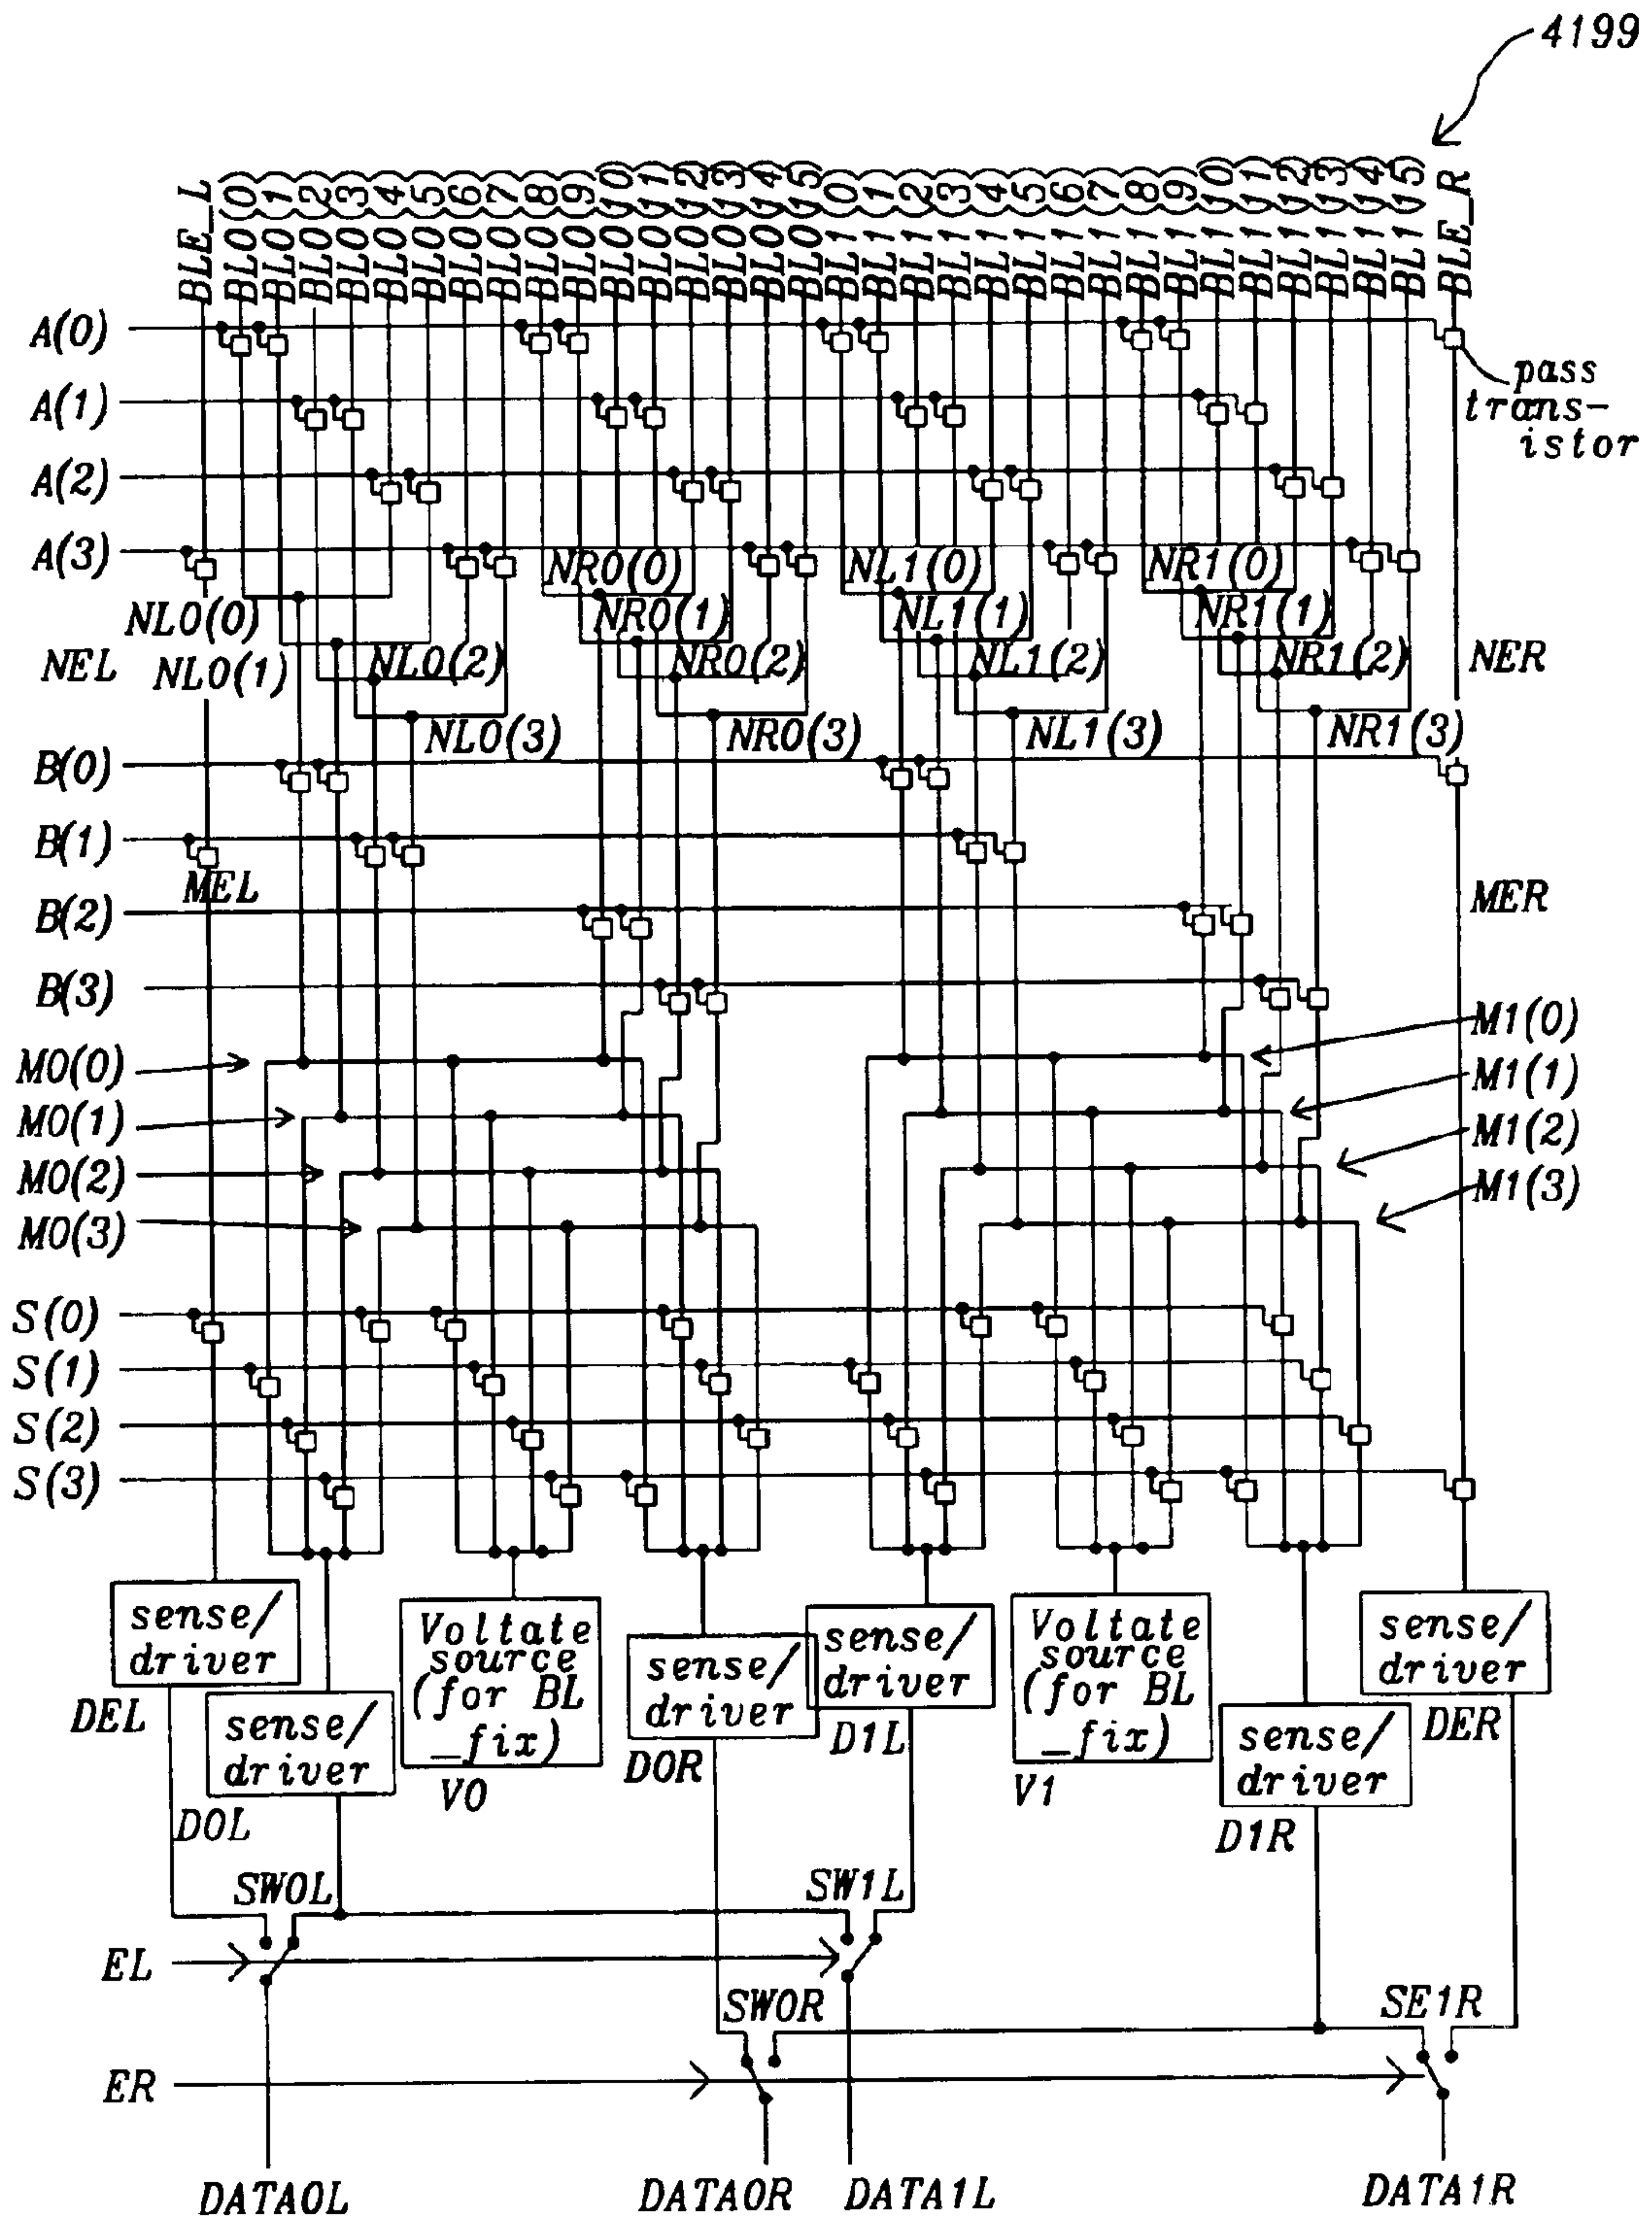 4199
BLE_L
BL0(0)
BL0(1)
BL0(2)
BL0(3)
BL0(4)
BL0(5)
BL0(6)
BL0(7)
BL0(8)
BL0(9)
BL0(10)
BL0(11)
BL0(12)
BL0(13)
BL0(14)
BL0(15)
BL1(0)
BL1(1)
BL1(2)
BL1(3)
BL1(4)
BL1(5)
BL1(6)
BL1(7)
BL1(8)
BL1(9)
BL1(10)
BL1(11)
BL1(12)
BL1(13)
BL1(14)
BL1(15)
BLE_R
A(0)
pass
trans-
istor
A(1)
A(2)
A(3)
NR0(0)
NL1(0)
NR1(0)
NL0(0)
NR0(1)
NL1(1)
NR1(1)
NEL
NL0(1)
NL0(2)
NR0(2)
NL1(2)
NR1(2)
NER
NL0(3)
NR0(3)
NL1(3)
NR1(3)
B(0)
B(1)
MEL
MER
B(2)
B(3)
M0(0)
M1(0)
M0(1)
M1(1)
M0(2)
M1(2)
M0(3)
M1(3)
S(0)
S(1)
S(2)
S(3)
sense/
driver
DEL
sense/
driver
D0L
Voltate
source
(for BL
_fix)
V0
sense/
driver
D0R
sense/
driver
D1L
Voltate
source
(for BL
_fix)
V1
sense/
driver
D1R
sense/
driver
DER
SW0L
SW1L
EL
SW0R
SE1R
ER
DATA0L
DATA0R
DATA1L
DATA1R